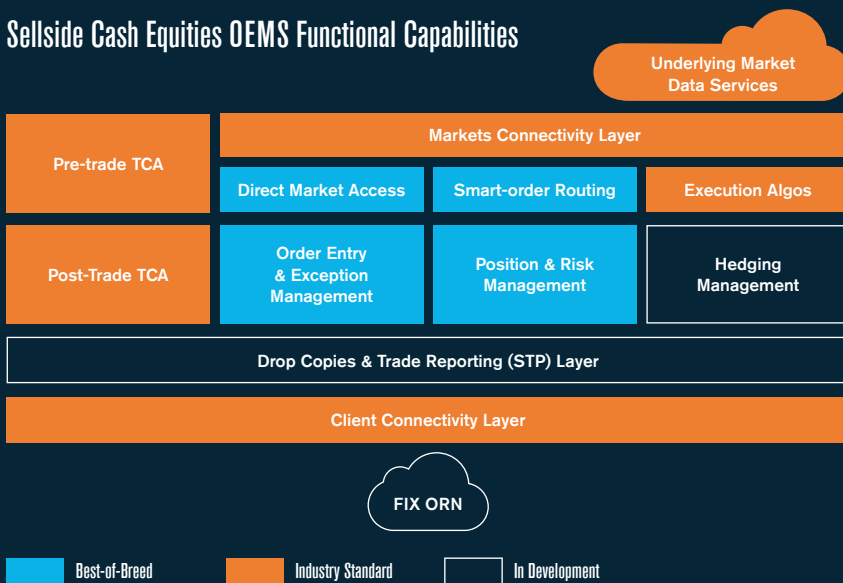 Sellside Cash Equities OEMS Functional Capabilities
Underlying Market
Data Services
Markets Connectivity Layer
Pre-trade TCA
Direct Market Access
Smart-order Routing
Execution Algos
Post-Trade TCA
Order Entry
& Exception
Management
Position & Risk
Management
Hedging
Management
Drop Copies & Trade Reporting (STP) Layer
Client Connectivity Layer
FIX ORN
Best-of-Breed
Industry Standard
In Development